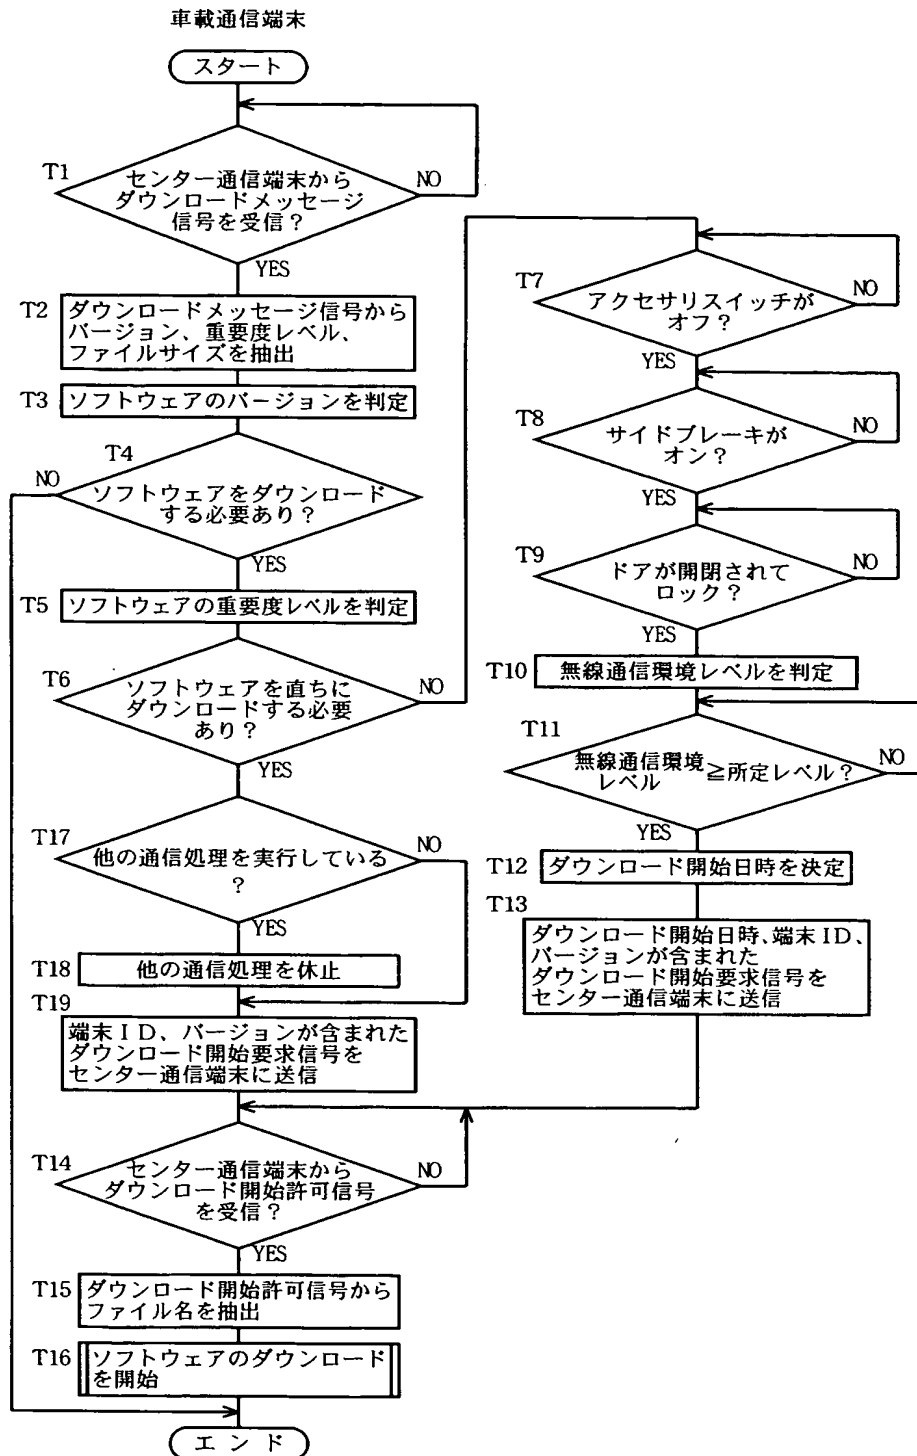 車載通信端末
スタート
T1
センター通信端末から
ダウンロードメッセージ
信号を受信？
NO
YES
T2
ダウンロードメッセージ信号から
バージョン、重要度レベル、
ファイルサイズを抽出
T3
ソフトウェアのバージョンを判定
T4
NO
ソフトウェアをダウンロード
する必要あり？
YES
T5
ソフトウェアの重要度レベルを判定
T6
ソフトウェアを直ちに
ダウンロードする必要
あり？
NO
YES
T17
他の通信処理を実行している
？
NO
YES
T18
他の通信処理を休止
T19
端末ＩＤ、バージョンが含まれた
ダウンロード開始要求信号を
センター通信端末に送信
T7
アクセサリスイッチが
オフ？
NO
YES
T8
サイドブレーキが
オン？
NO
YES
T9
ドアが開閉されて
ロック？
NO
YES
T10
無線通信環境レベルを判定
T11
無線通信環境
レベル
≧所定レベル？
NO
YES
T12
ダウンロード開始日時を決定
T13
ダウンロード開始日時、端末ＩＤ、
バージョンが含まれた
ダウンロード開始要求信号を
センター通信端末に送信
T14
センター通信端末から
ダウンロード開始許可信号
を受信？
NO
YES
T15
ダウンロード開始許可信号から
ファイル名を抽出
T16
ソフトウェアのダウンロード
を開始
エンド